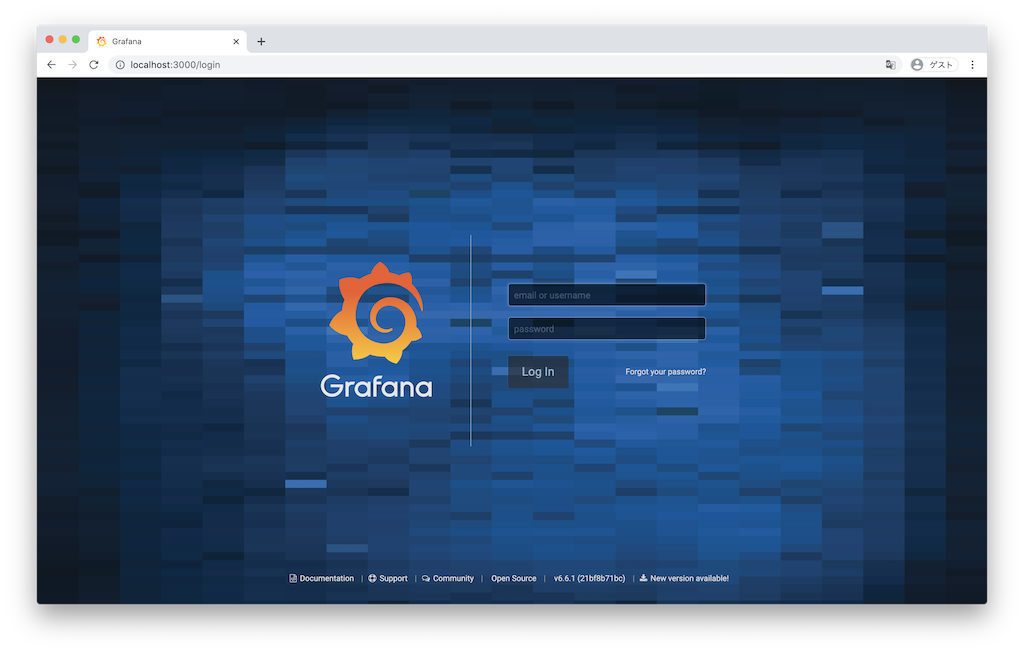 Grafana
localhost:3000/login
ゲスト
email or username
password
Log In
Forgot your password?
Grafana
Documentation | Support | Community | Open Source | v6.6.1 (21bf8b71bc) | New version available!